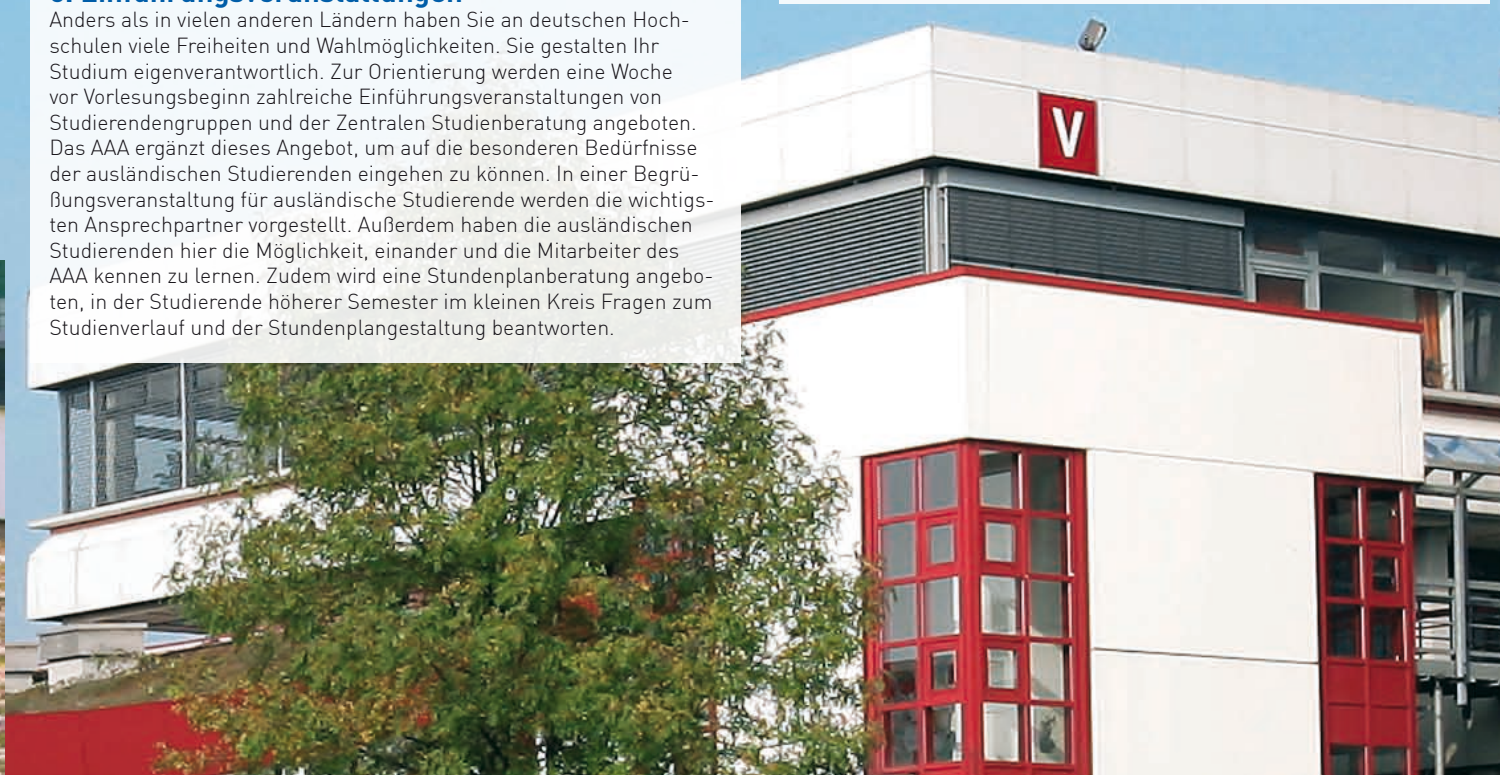 Anders als in vielen anderen Ländern haben Sie an deutschen Hoch-
schulen viele Freiheiten und Wahlmöglichkeiten. Sie gestalten Ihr
Studium eigenverantwortlich. Zur Orientierung werden eine Woche
vor Vorlesungsbeginn zahlreiche Einführungsveranstaltungen von
Studierendengruppen und der Zentralen Studienberatung angeboten.
Das AAA ergänzt dieses Angebot, um auf die besonderen Bedürfnisse
der ausländischen Studierenden eingehen zu können. In einer Begrü-
ßungsveranstaltung für ausländische Studierende werden die wichtigs-
ten Ansprechpartner vorgestellt. Außerdem haben die ausländischen
Studierenden hier die Möglichkeit, einander und die Mitarbeiter des
AAA kennen zu lernen. Zudem wird eine Stundenplanberatung angebo-
ten, in der Studierende höherer Semester im kleinen Kreis Fragen zum
Studienverlauf und der Stundenplangestaltung beantworten.
V